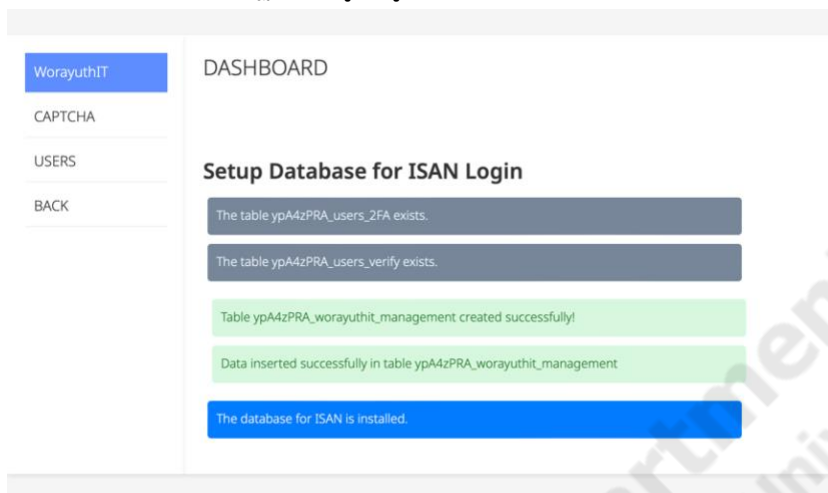 WorayuthIT
CAPTCHA
USERS
BACK
DASHBOARD
Setup Database for ISAN Login
The table ypA4zPRA_users_2FA exists.
The table ypA4zPRA_users_verify exists.
Table ypA4zPRA_worayuthit_management created successfully!
Data inserted successfully in table ypA4zPRA_worayuthit_management
The database for ISAN is installed.